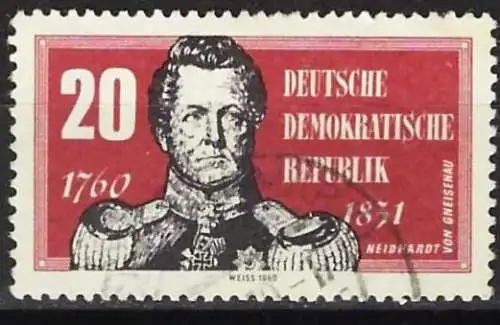 20
DEUTSCHE
DEMOKRATISCHE
REPUBLIK
1760
1831
NEIDHARDT
VON GNEISENAU
WEISS 1960